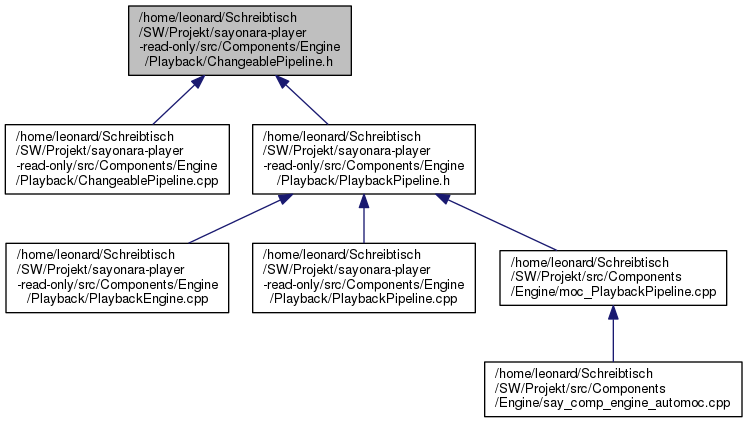 /home/leonard/Schreibtisch
/SW/Projekt/sayonara-player
-read-only/src/Components/Engine
/Playback/ChangeablePipeline.h
/home/leonard/Schreibtisch
/SW/Projekt/sayonara-player
-read-only/src/Components/Engine
/Playback/ChangeablePipeline.cpp
/home/leonard/Schreibtisch
/SW/Projekt/sayonara-player
-read-only/src/Components/Engine
/Playback/PlaybackPipeline.h
/home/leonard/Schreibtisch
/SW/Projekt/sayonara-player
-read-only/src/Components/Engine
/Playback/PlaybackEngine.cpp
/home/leonard/Schreibtisch
/SW/Projekt/sayonara-player
-read-only/src/Components/Engine
/Playback/PlaybackPipeline.cpp
/home/leonard/Schreibtisch
/SW/Projekt/src/Components
/Engine/moc_PlaybackPipeline.cpp
/home/leonard/Schreibtisch
/SW/Projekt/src/Components
/Engine/say_comp_engine_automoc.cpp